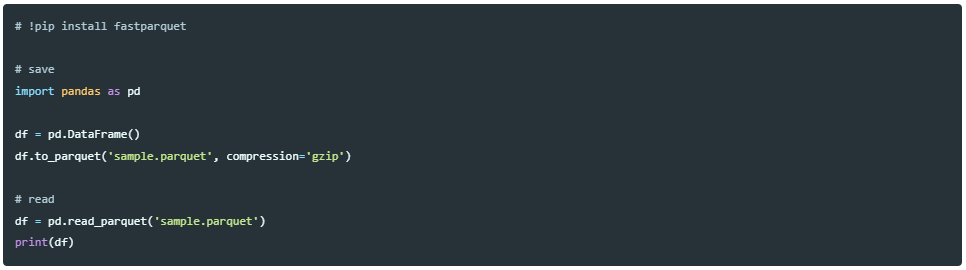 # !pip install fastparquet
# save
import pandas as pd
df = pd.DataFrame()
df.to_parquet('sample.parquet', compression='gzip')
# read
df = pd.read_parquet('sample.parquet')
print(df)